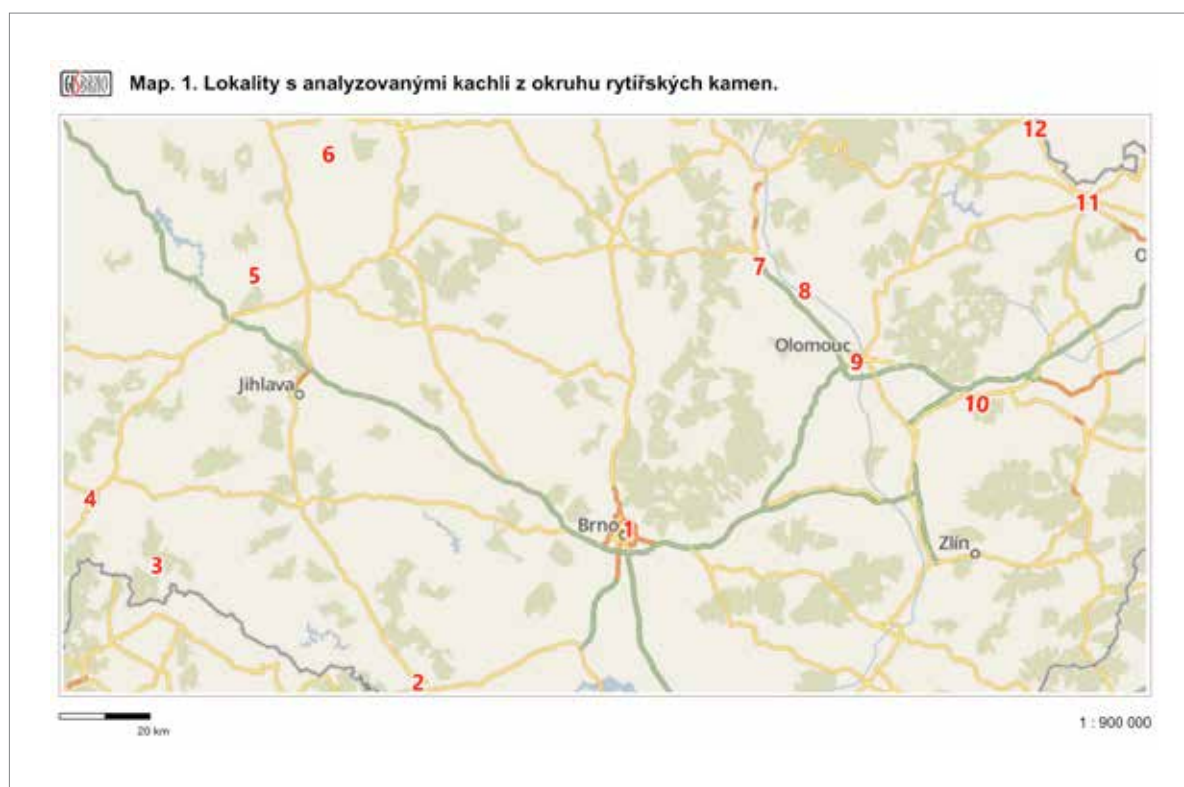 GISBRNO Map. 1. Lokality s analyzovanými kachli z okruhu rytířských kamen.
12
6
11
O
5
7
8
Olomouc
9
Jihlava
10
4
Brno 1
Zlín
3
2
20 km
1 : 900 000